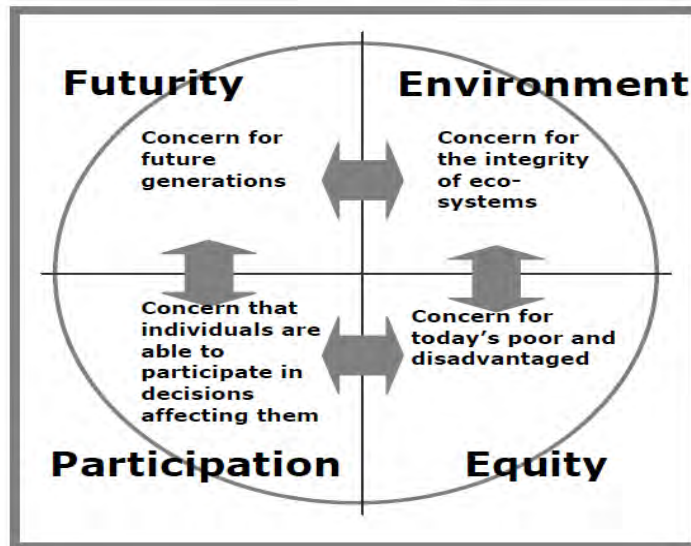 Futurity
Concern for
future
generations
Environment
Concern for
the integrity
of eco-
systems
Concern that
individuals are
able to
participate in
decisions
affecting them
Participation
Concern for
today's poor and
disadvantaged
Equity